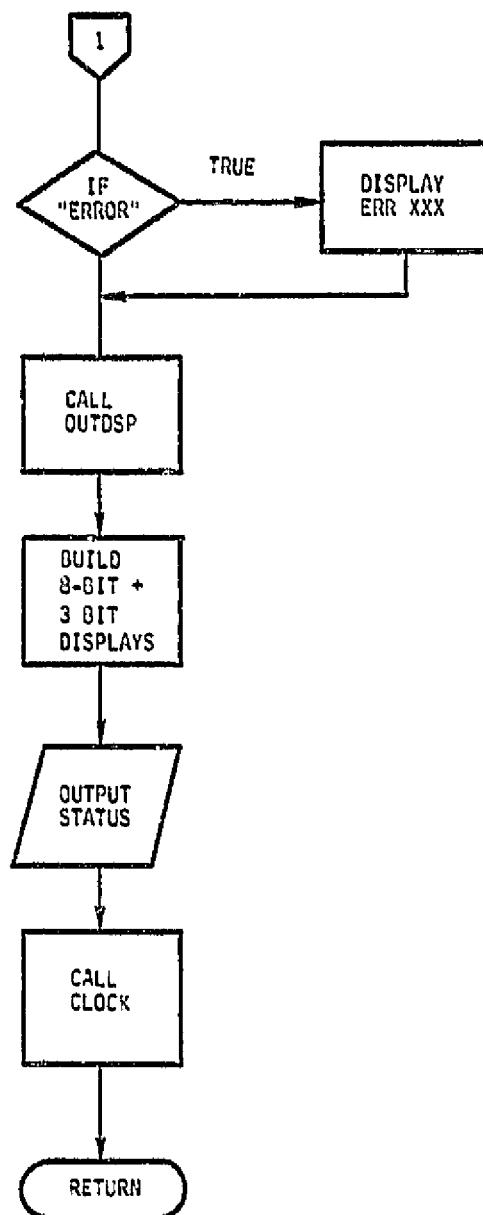 1
IF
"ERROR"
TRUE
DISPLAY
ERR XXX
CALL
OUTDSP
BUILD
8-BIT +
3 BIT
DISPLAYS
OUTPUT
STATUS
CALL
CLOCK
RETURN